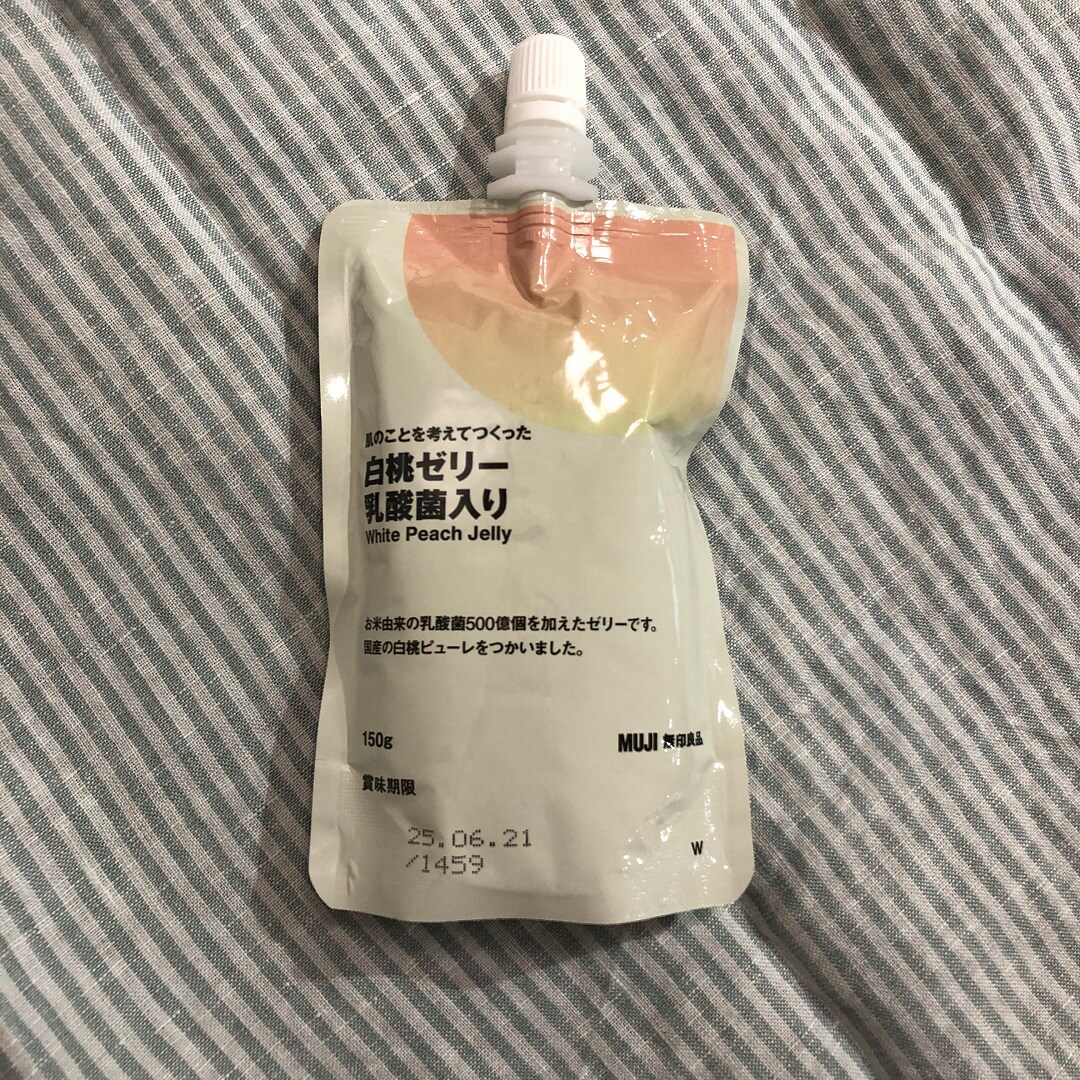 肌のことを考えてつくった
白桃ゼリー
乳酸菌入り
White Peach Jelly
お米由来の乳酸菌500億個を加えたゼリーです。
国産の白桃ピューレをつかいました。
150g
MUJI 無印良品
賞味期限
25.06.21
/1459
W